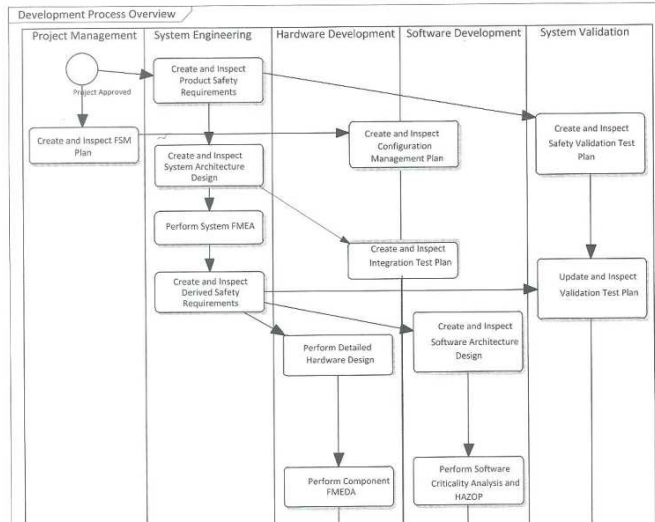 Development Process Overview
Project Management
System Engineering
Hardware Development
Software Development
System Validation
Project Approved
Create and Inspect
Product Safety
Requirements
Create and Inspect FSM
Plan
Create and Inspect
Configuration
Management Plan
Create and Inspect
Safety Validation Test
Plan
Create and Inspect
System Architecture
Design
Perform System FMEA
Create and Inspect
Integration Test Plan
Create and Inspect
Derived Safety
Requirements
Update and Inspect
Validation Test Plan
Create and Inspect
Software Architecture
Design
Perform Detailed
Hardware Design
Perform Component
FMEDA
Perform Software
Criticality Analysis and
HAZOP